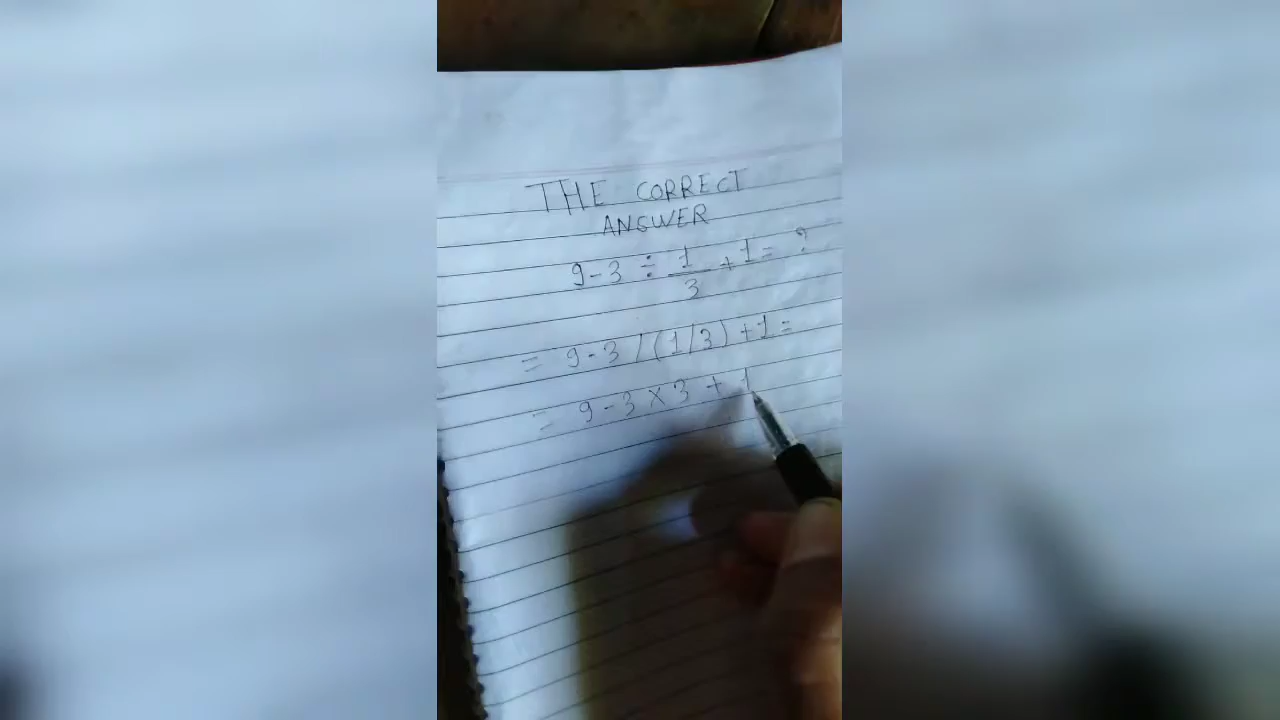 THE CORRECT
ANSWER
9-3 ÷ 1/3 + 1 = ?
= 9-3 / (1/3) + 1 =
= 9-3 × 3 + 1